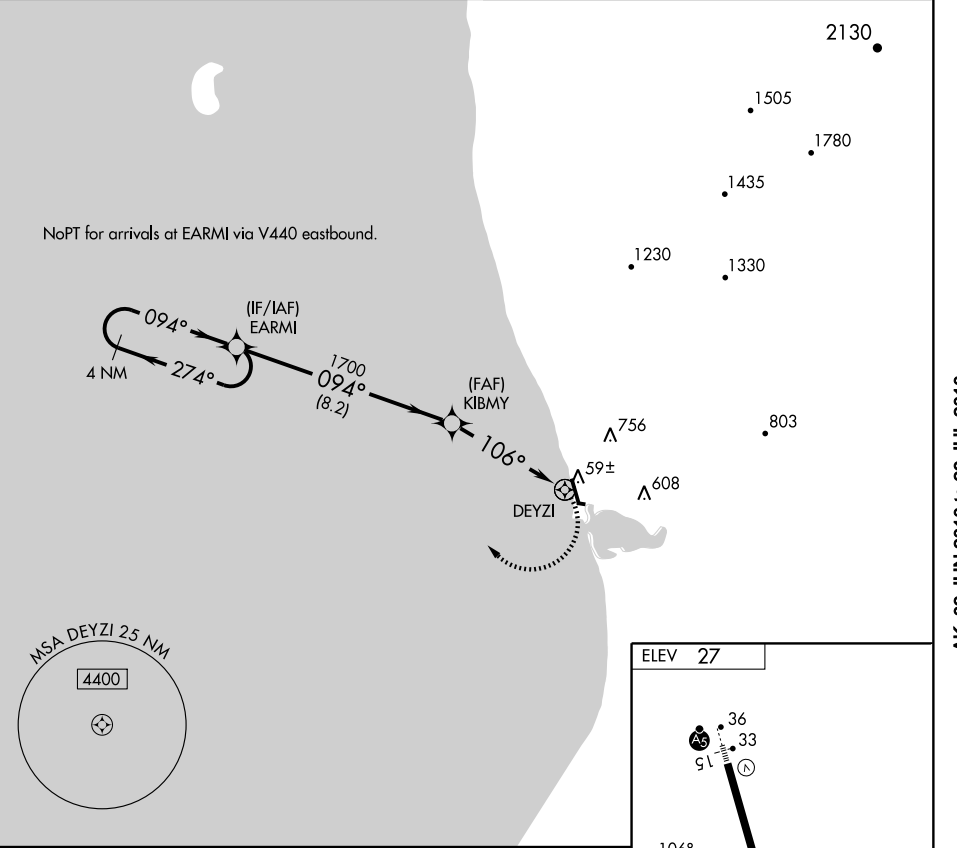 2130
1505
1780
1435
NoPT for arrivals at EARMI via V440 eastbound.
1230
1330
(IF/IAF)
EARMI
094°
4 NM
274°
1700
094°
(8.2)
(FAF)
KIBMY
106°
756
803
59±
608
DEYZI
MSA DEYZI 25 NM
4400
ELEV 27
36
A5
33
15
V
106°